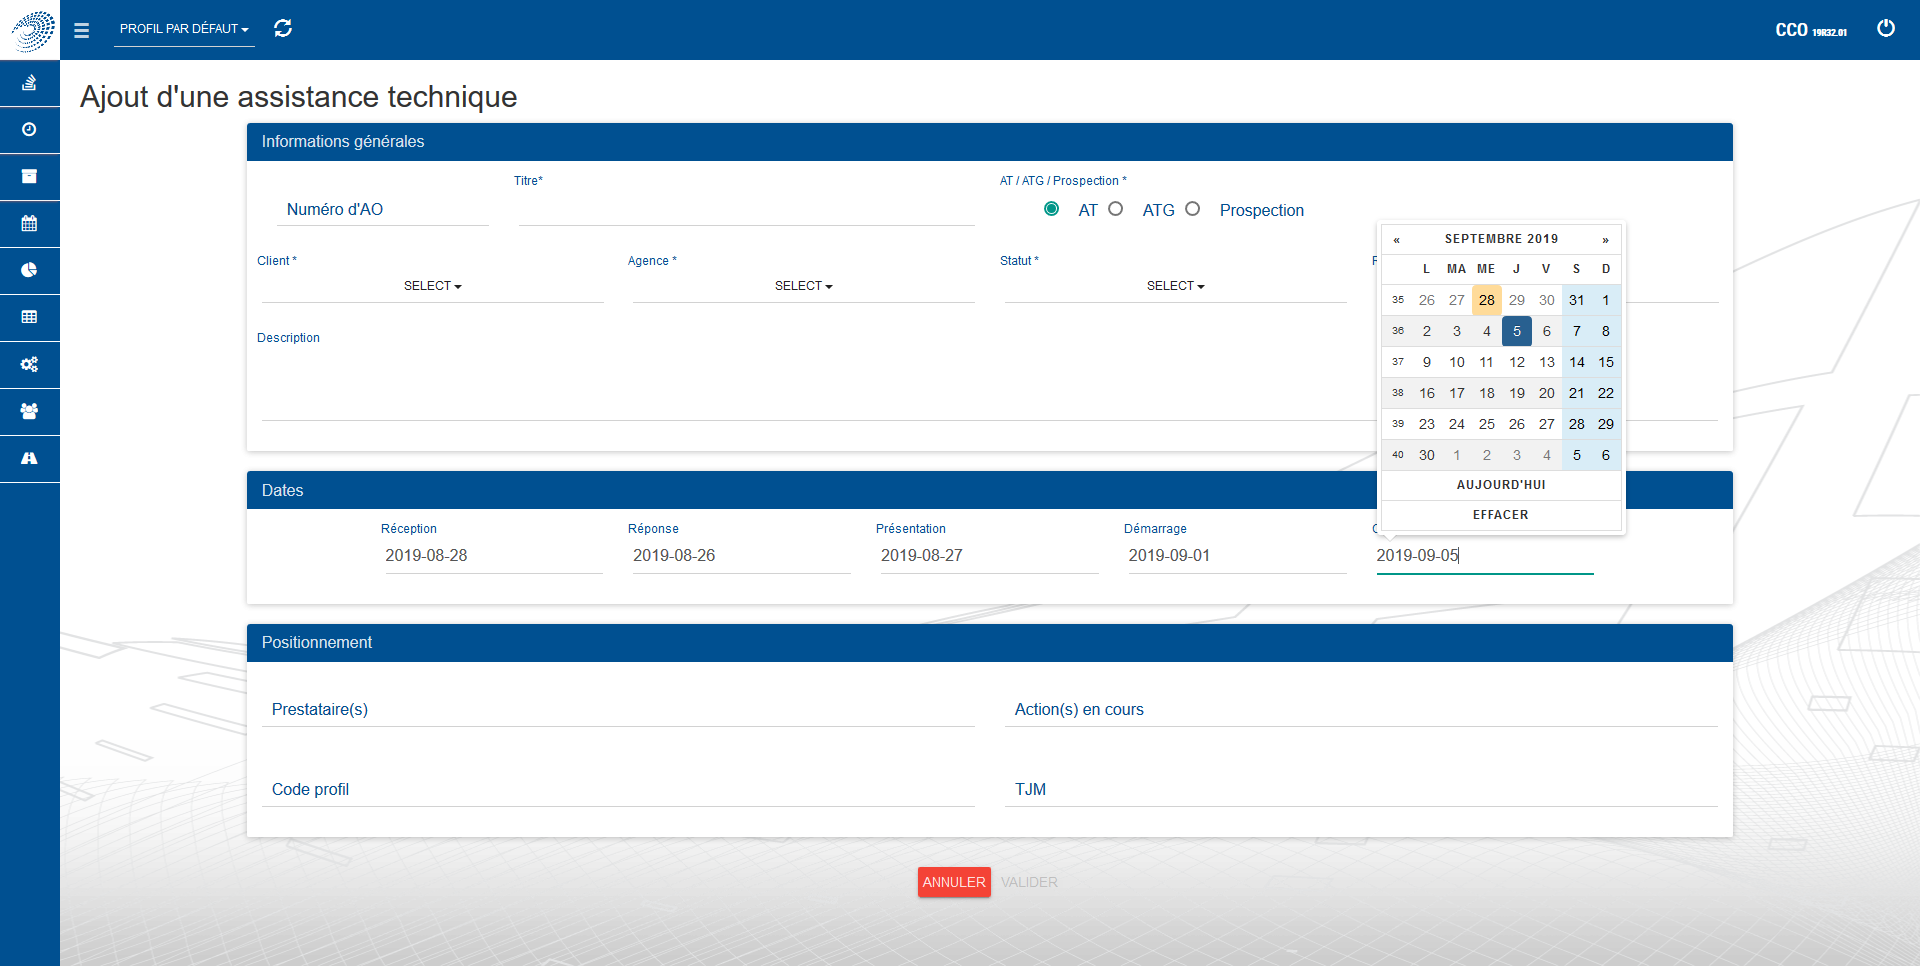 PROFIL PAR DÉFAUT
CCO 19R32.01
Ajout d'une assistance technique
Informations générales
Titre*
AT / ATG / Prospection *
Numéro d'AO
AT
ATG
Prospection
Client *
Agence *
Statut *
SELECT
SELECT
SELECT
Description
« SEPTEMBRE 2019 »
L MA ME J V S D
35 26 27 28 29 30 31 1
36 2 3 4 5 6 7 8
37 9 10 11 12 13 14 15
38 16 17 18 19 20 21 22
39 23 24 25 26 27 28 29
40 30 1 2 3 4 5 6
AUJOURD'HUI
EFFACER
Dates
Réception
Réponse
Présentation
Démarrage
2019-08-28
2019-08-26
2019-08-27
2019-09-01
2019-09-05
Positionnement
Prestataire(s)
Action(s) en cours
Code profil
TJM
ANNULER
VALIDER